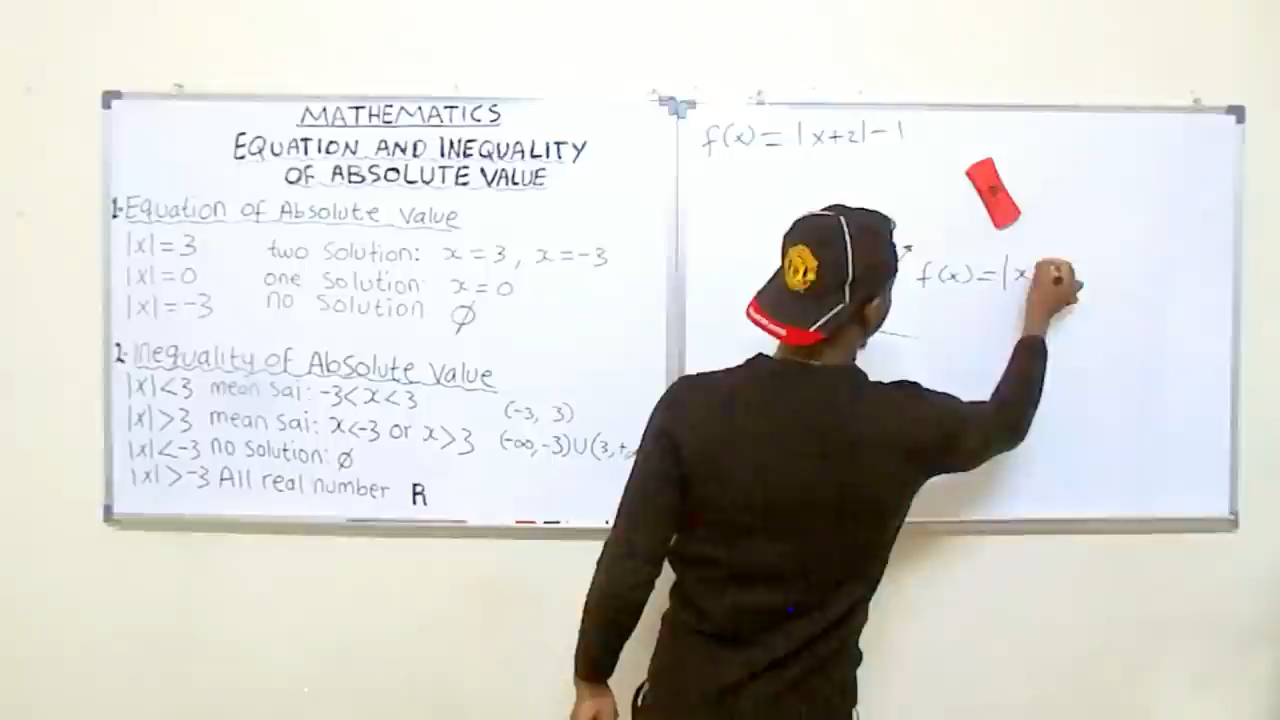 MATHEMATICS
EQUATION AND INEQUALITY
OF ABSOLUTE VALUE
1. Equation of Absolute Value
|x| = 3 two solution: x = 3, x = -3
|x| = 0 one solution x = 0
|x| = -3 no solution ∅
2. Inequality of Absolute Value
|x| < 3 mean sai: -3 < x < 3 (-3, 3)
|x| > 3 mean sai: x < -3 or x > 3 (-∞, -3) U (3, +
|x| < -3 no solution: ∅
|x| > -3 All real number R
f(x) = |x+2| - 1
f(x) = |x